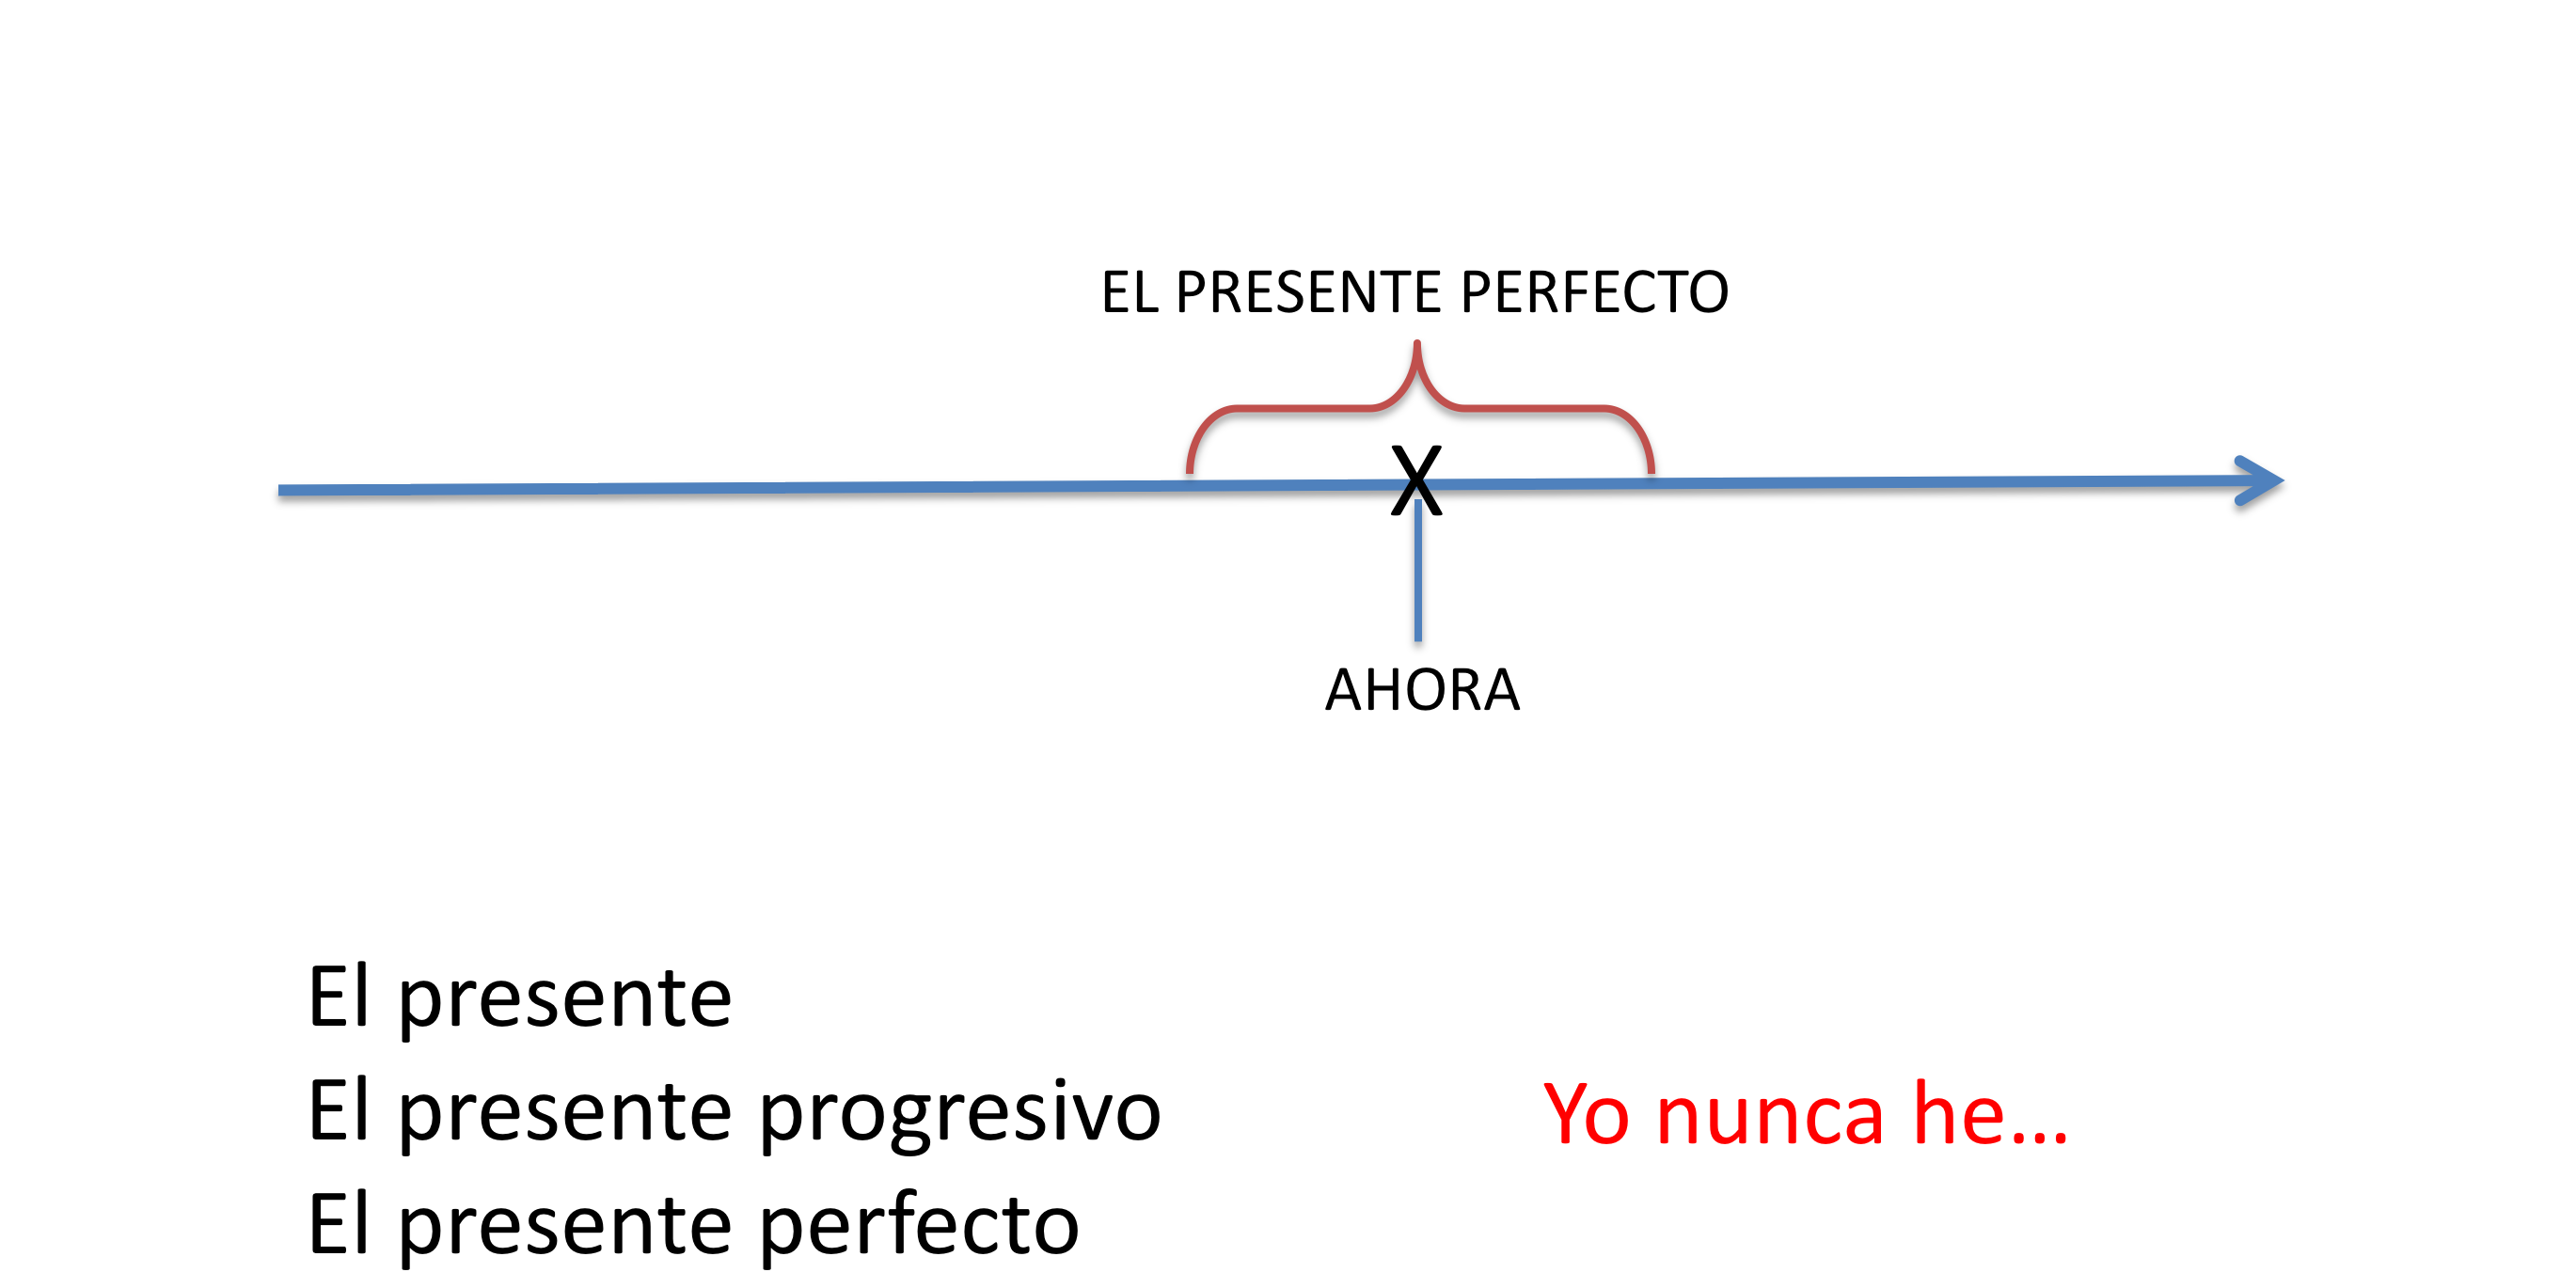 EL PRESENTE PERFECTO
X
AHORA
El presente
El presente progresivo
Yo nunca he...
El presente perfecto